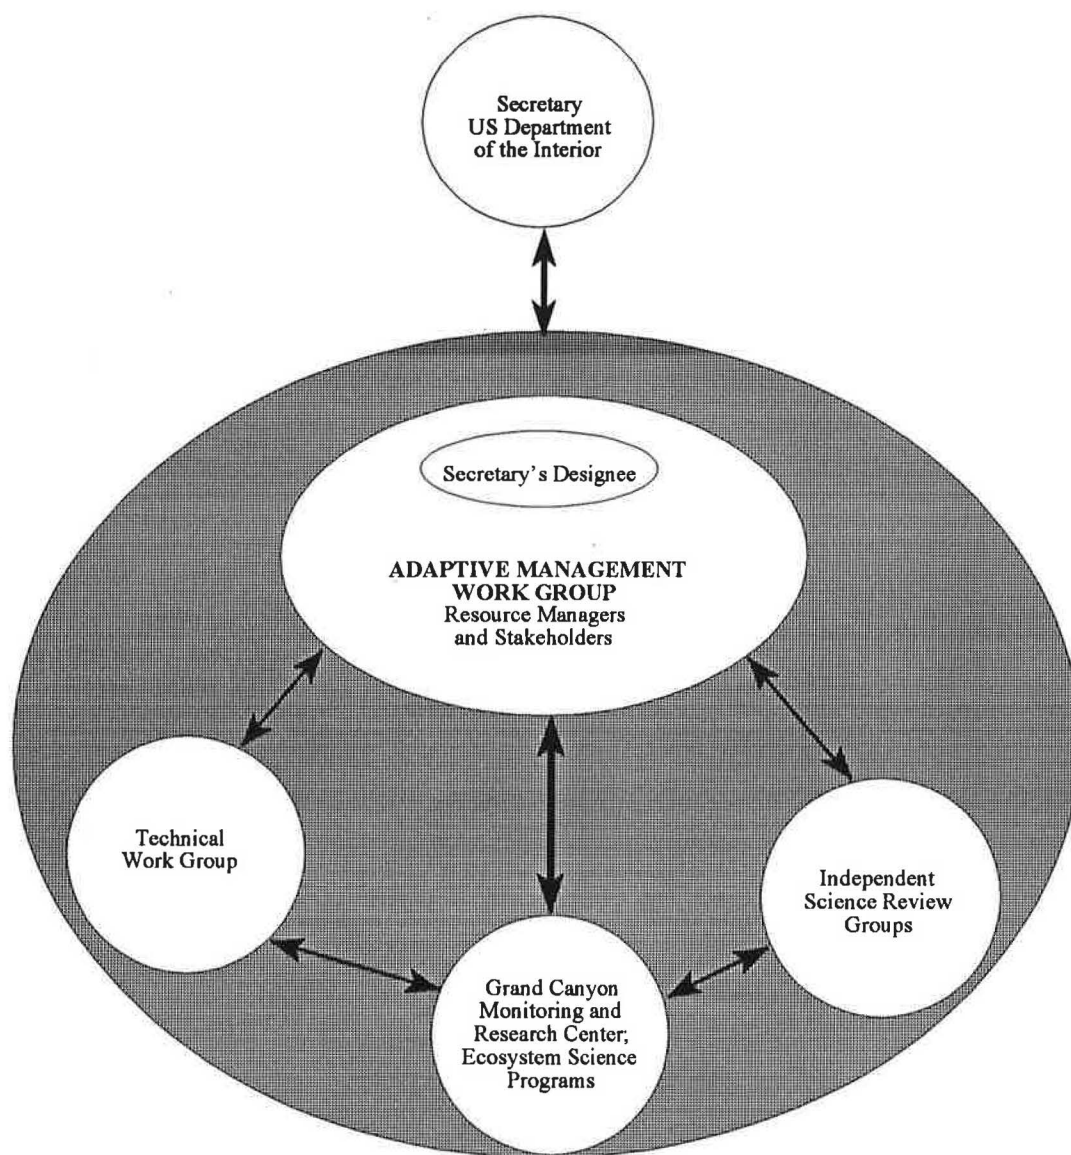 Secretary
US Department
of the Interior
Secretary's Designee
ADAPTIVE MANAGEMENT
WORK GROUP
Resource Managers
and Stakeholders
Technical
Work Group
Independent
Science Review
Groups
Grand Canyon
Monitoring and
Research Center;
Ecosystem Science
Programs